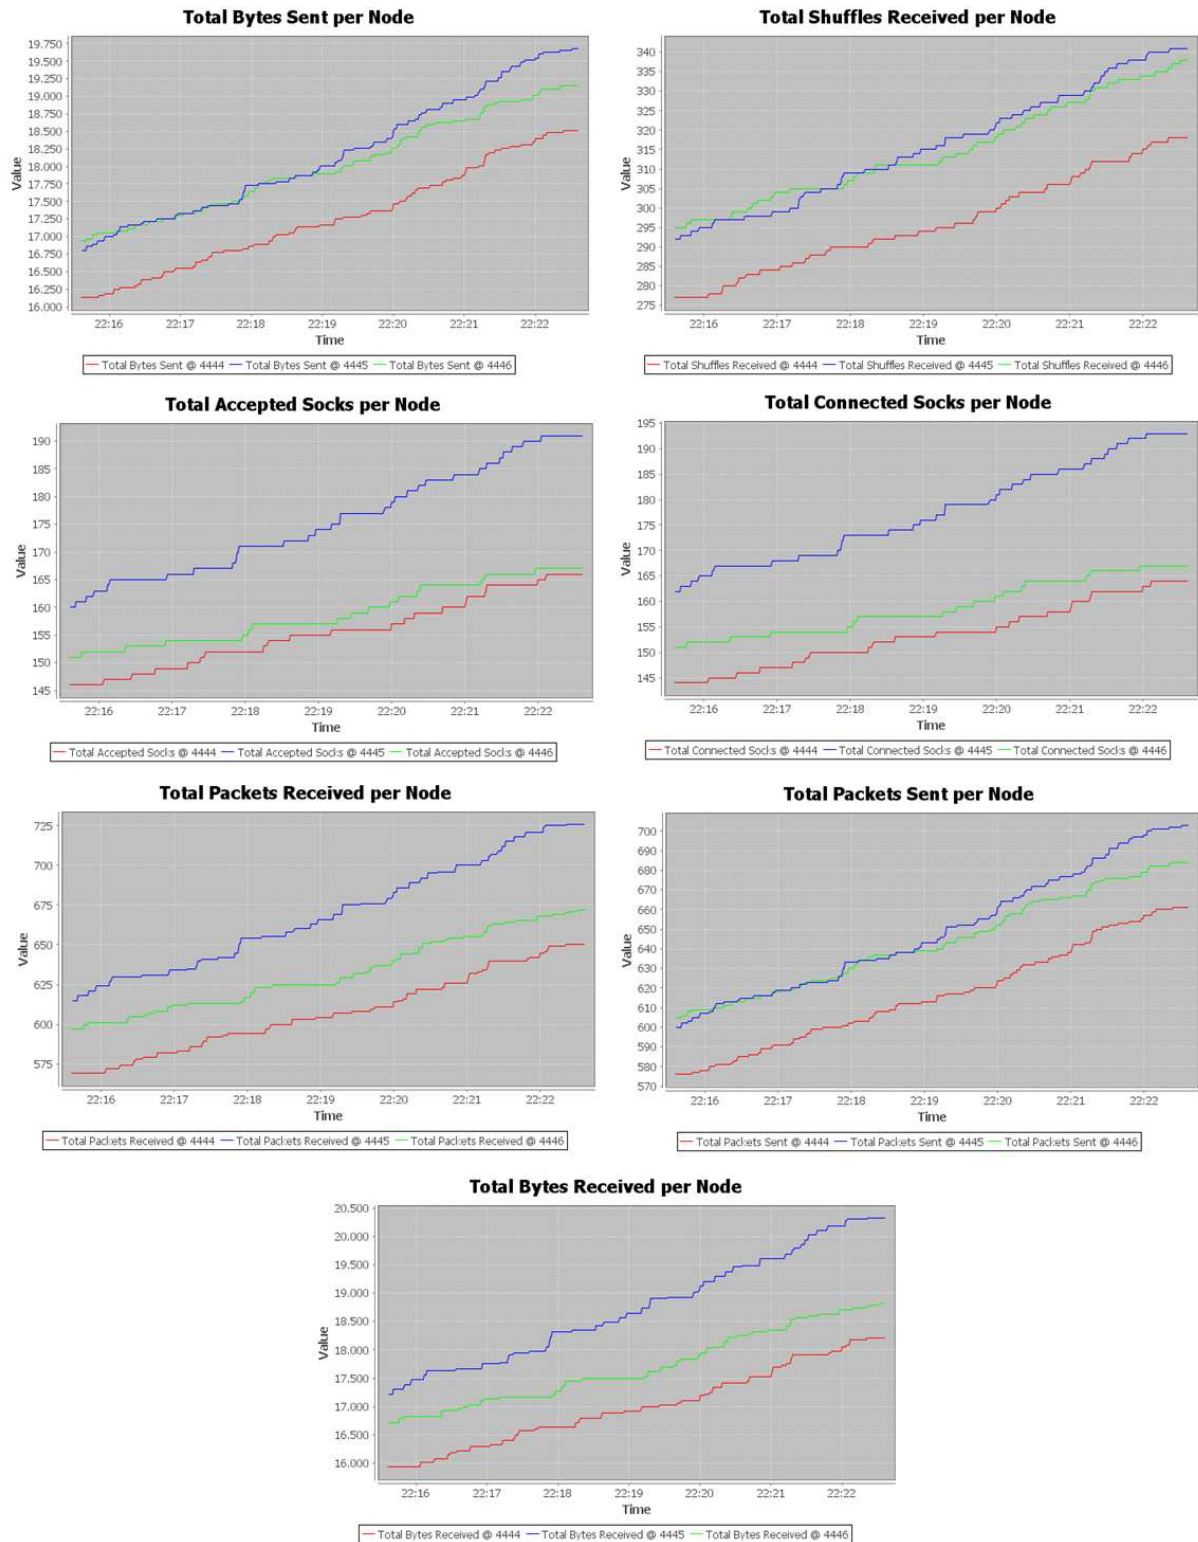 Total Bytes Sent per Node
19.750
19.500
19.250
19.000
18.750
18.500
18.250
18.000
17.750
17.500
17.250
17.000
16.750
16.500
16.250
16.000
Value
22:16 22:17 22:18 22:19 22:20 22:21 22:22
Time
Total Bytes Sent @ 4444 Total Bytes Sent @ 4445 Total Bytes Sent @ 4446
Total Shuffles Received per Node
340
335
330
325
320
315
310
305
300
295
290
285
280
275
Value
22:16 22:17 22:18 22:19 22:20 22:21 22:22
Time
Total Shuffles Received @ 4444 Total Shuffles Received @ 4445 Total Shuffles Received @ 4446
Total Accepted Socks per Node
190
185
180
175
170
165
160
155
150
145
Value
22:16 22:17 22:18 22:19 22:20 22:21 22:22
Time
Total Accepted Socks @ 4444 Total Accepted Socks @ 4445 Total Accepted Socks @ 4446
Total Connected Socks per Node
195
190
185
180
175
170
165
160
155
150
145
Value
22:16 22:17 22:18 22:19 22:20 22:21 22:22
Time
Total Connected Socks @ 4444 Total Connected Socks @ 4445 Total Connected Socks @ 4446
Total Packets Received per Node
725
700
675
650
625
600
575
Value
22:16 22:17 22:18 22:19 22:20 22:21 22:22
Time
Total Packets Received @ 4444 Total Packets Received @ 4445 Total Packets Received @ 4446
Total Packets Sent per Node
700
690
680
670
660
650
640
630
620
610
600
590
580
570
Value
22:16 22:17 22:18 22:19 22:20 22:21 22:22
Time
Total Packets Sent @ 4444 Total Packets Sent @ 4445 Total Packets Sent @ 4446
Total Bytes Received per Node
20.500
20.000
19.500
19.000
18.500
18.000
17.500
17.000
16.500
16.000
Value
22:16 22:17 22:18 22:19 22:20 22:21 22:22
Time
Total Bytes Received @ 4444 Total Bytes Received @ 4445 Total Bytes Received @ 4446